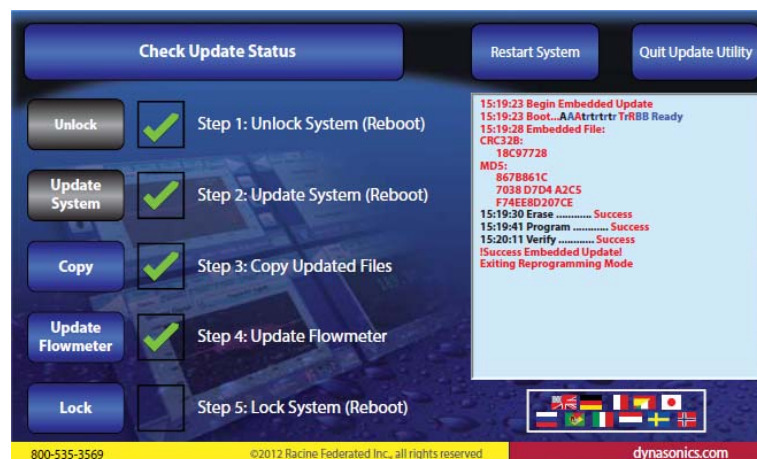 Check Update Status
Restart System
Quit Update Utility
Unlock
Step 1: Unlock System (Reboot)
Update
System
Step 2: Update System (Reboot)
Copy
Step 3: Copy Updated Files
Update
Flowmeter
Step 4: Update Flowmeter
Lock
Step 5: Lock System (Reboot)
15:19:23 Begin Embedded Update
15:19:23 Boot...AAAtrtrtrtr TrRBB Ready
15:19:28 Embedded File:
CRC32B:
18C97728
MD5:
867B861C
7038 D7D4 A2C5
F74EE8D207CE
15:19:30 Erase ............ Success
15:19:41 Program ............ Success
15:20:11 Verify ............ Success
!Success Embedded Update!
Exiting Reprogramming Mode
800-535-3569
©2012 Racine Federated Inc., all rights reserved
dynasonics.com